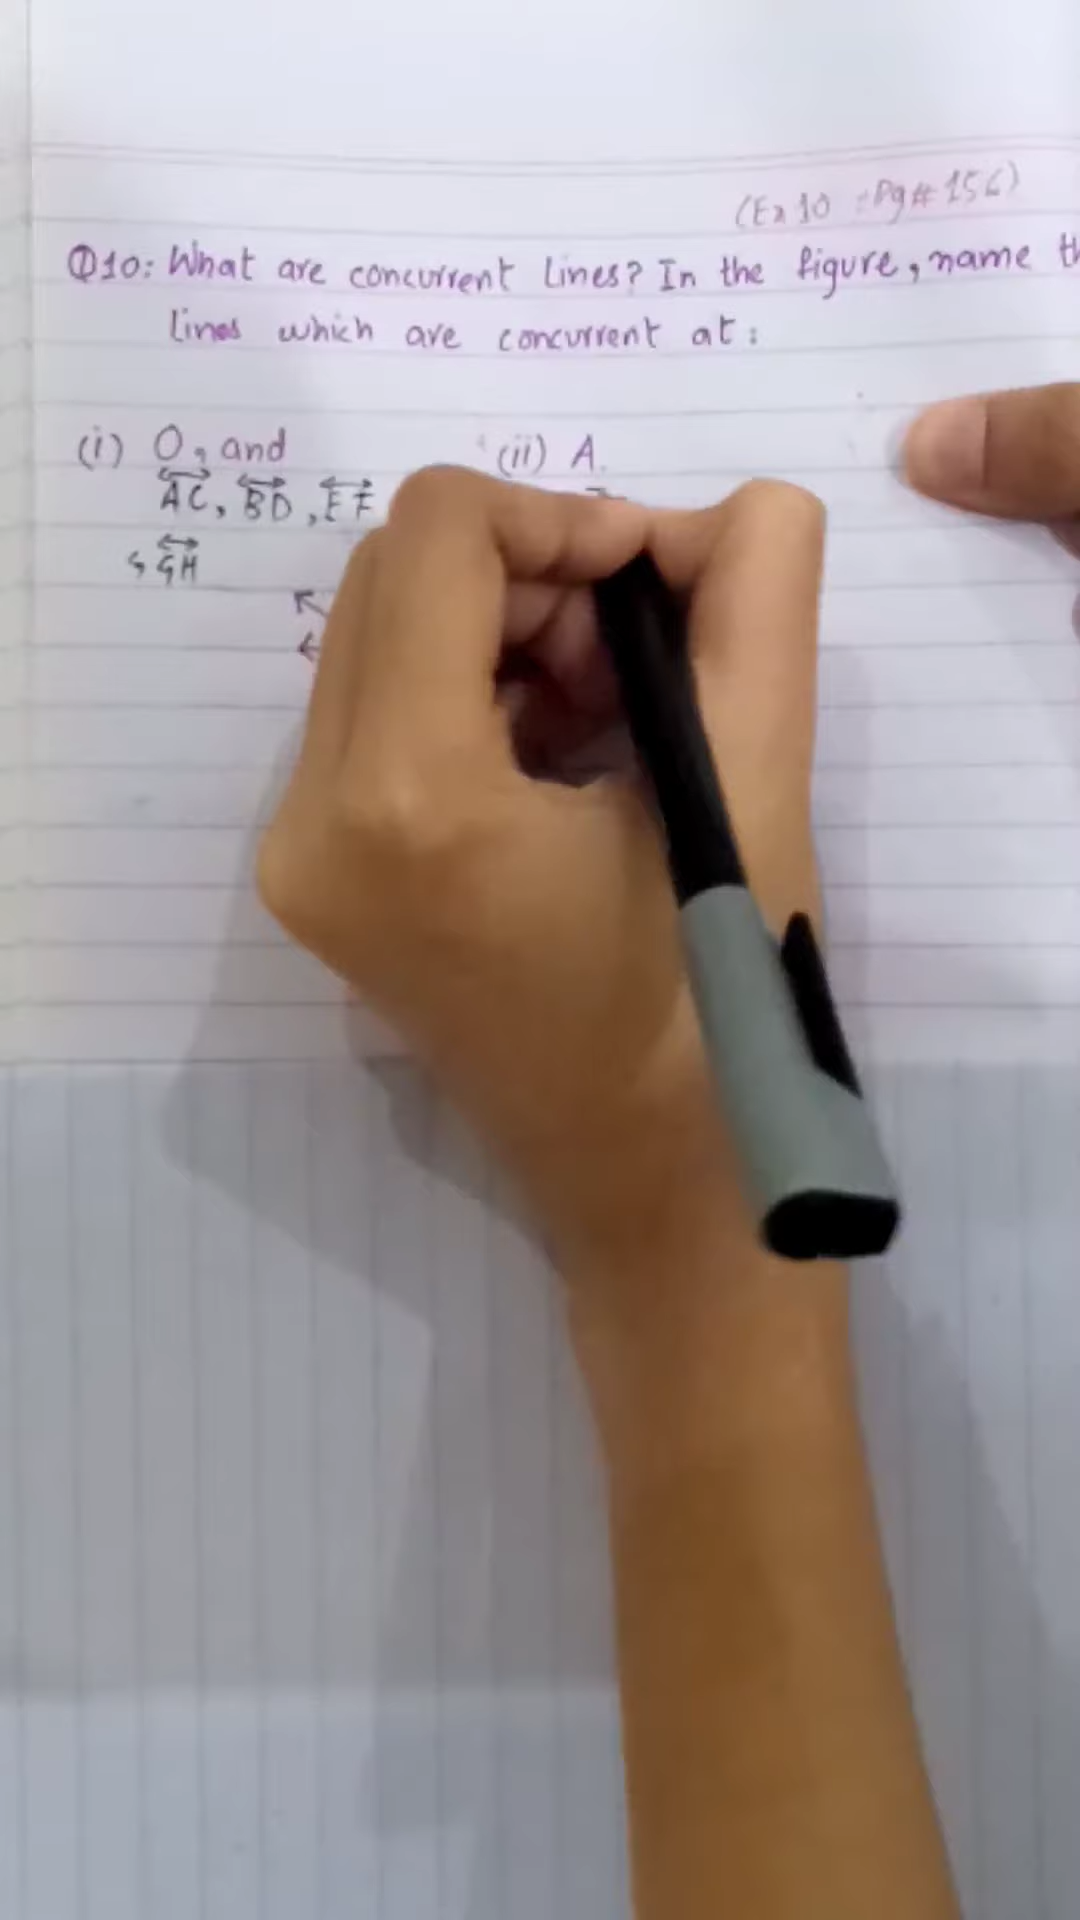 (Ex 10 : Pg# 156)
Q10: What are concurrent lines? In the figure, name
lines which are concurrent at:
(i) O, and (ii) A.
AC, BD, EF
, GH